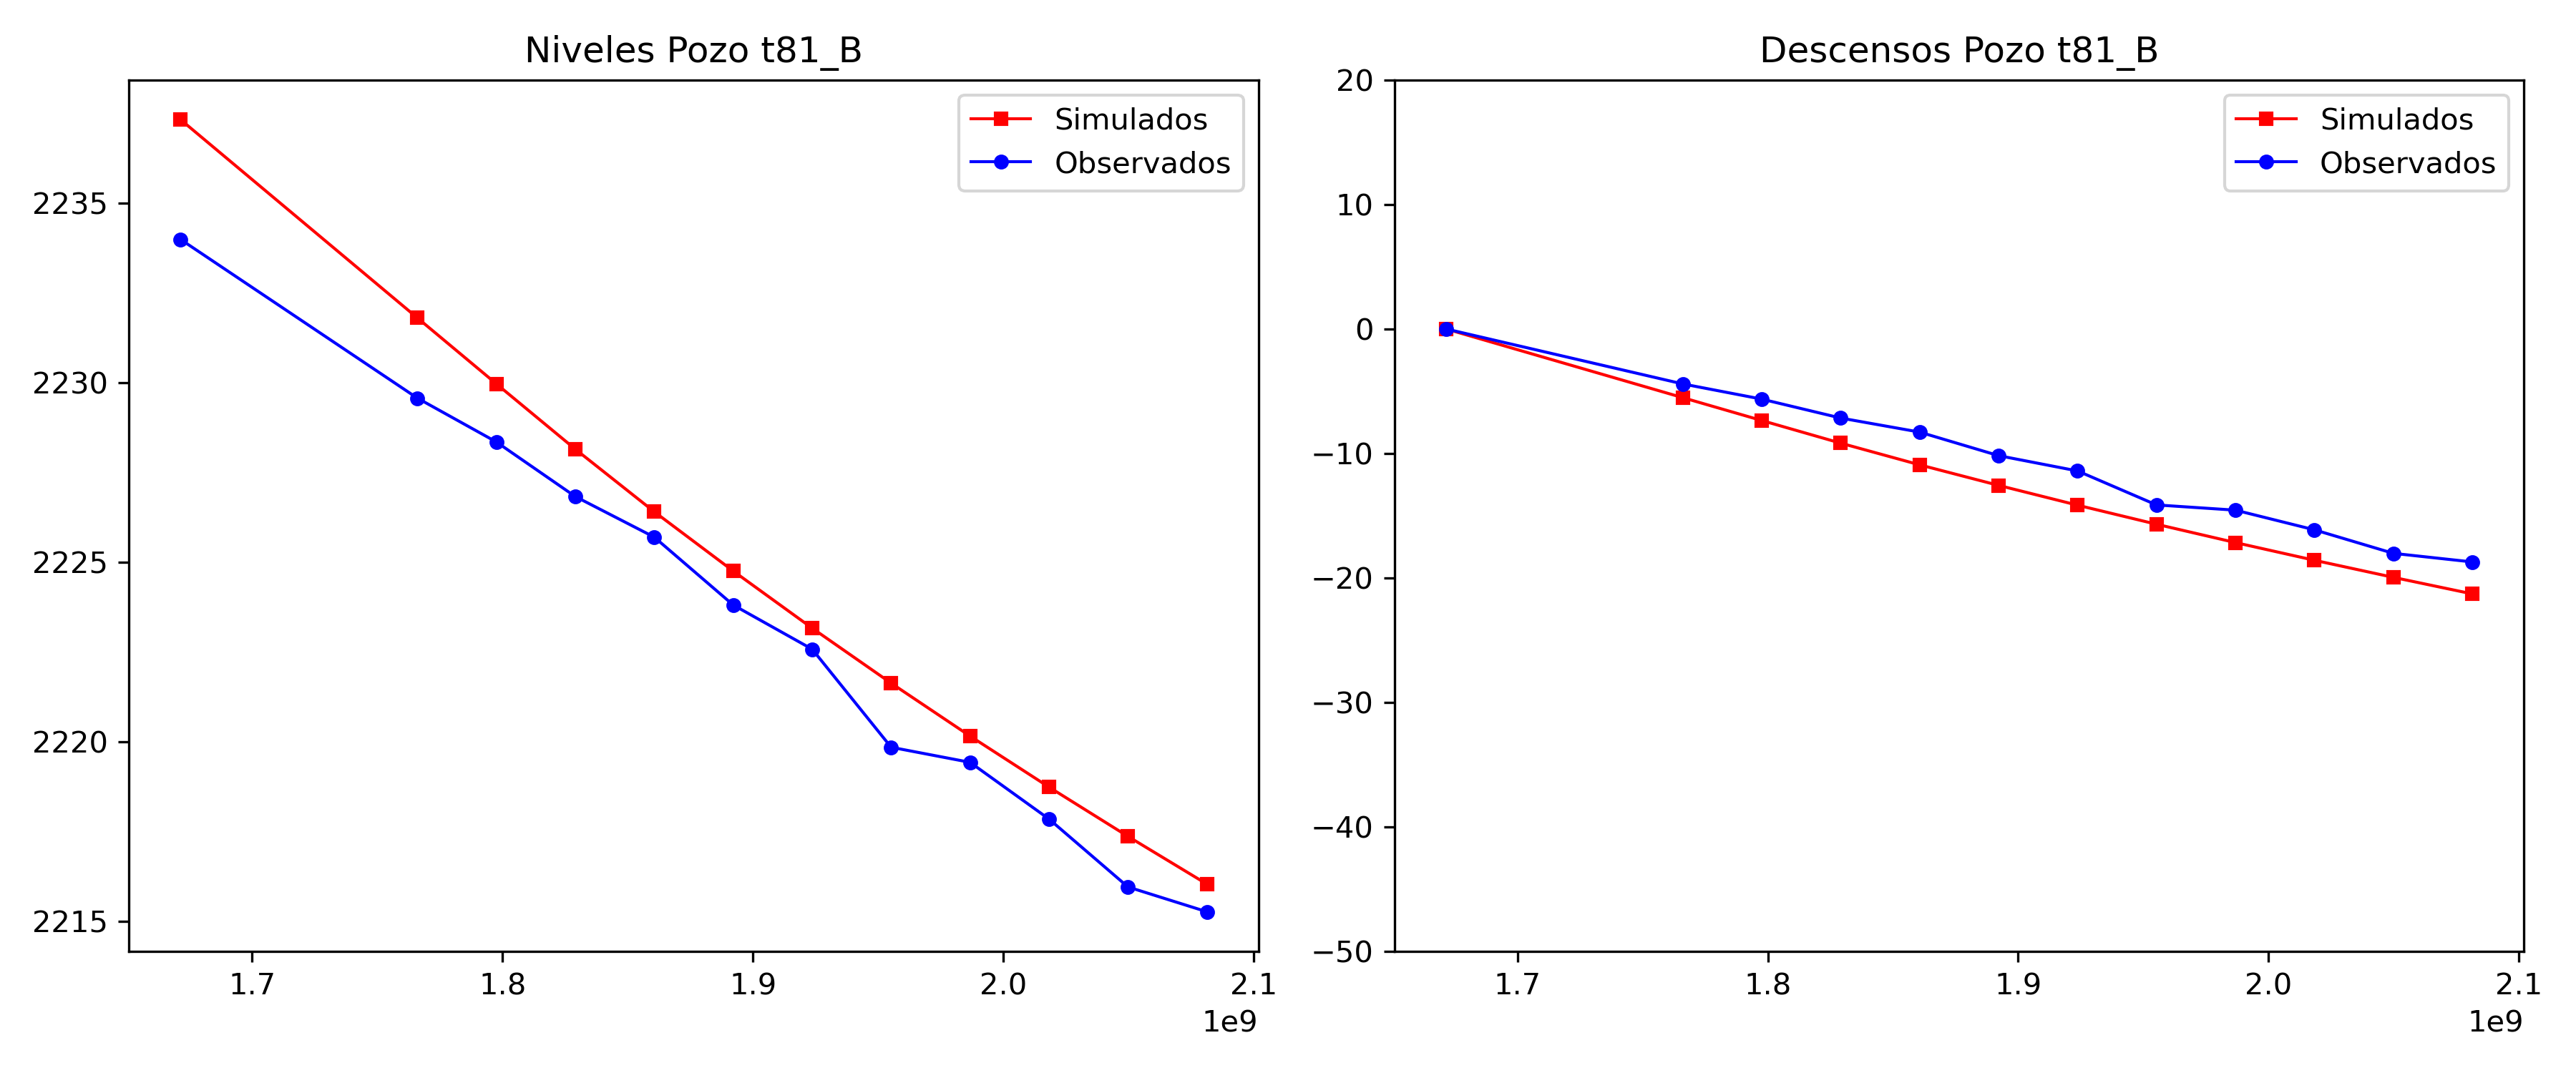 Niveles Pozo t81_B
Simulados
Observados
2235
2230
2225
2220
2215
1.7 1.8 1.9 2.0 2.1
1e9
Descensos Pozo t81_B
Simulados
Observados
20
10
0
−10
−20
−30
−40
−50
1.7 1.8 1.9 2.0 2.1
1e9